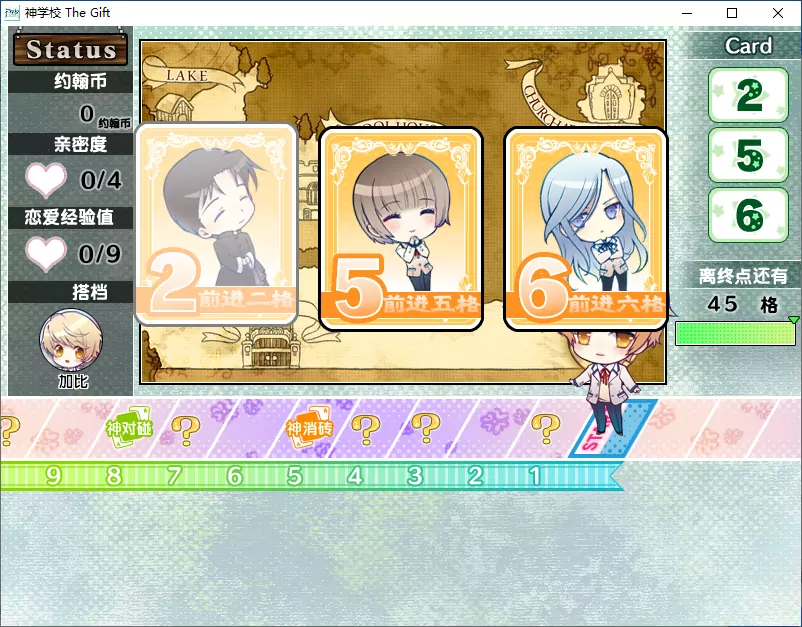 神学校 The Gift
Status
约翰币
0 约翰币
亲密度
0/4
恋爱经验值
0/9
搭档
加比
LAKE
2
前进二格
5
前进五格
6
前进六格
Card
2
5
6
离终点还有
45 格
? 神对碰 ? 神消砖 ? ? ?
9 8 7 6 5 4 3 2 1